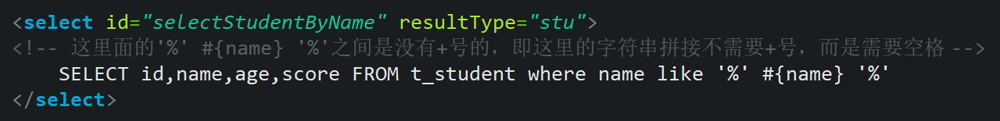 <select id="selectStudentByName" resultType="stu">
<!-- 这里面的'%' #{name} '%'之间是没有+号的，即这里的字符串拼接不需要+号，而是需要空格 -->
SELECT id,name,age,score FROM t_student where name like '%' #{name} '%'
</select>